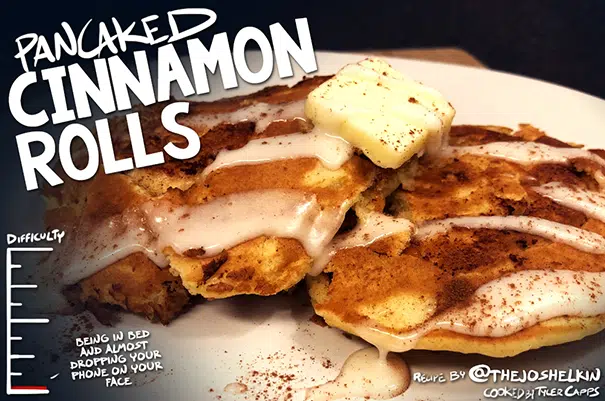 PANCAKED
CINNAMON
ROLLS
DIFFICULTY
BEING IN BED
AND ALMOST
DROPPING YOUR
PHONE ON YOUR
FACE
RECIPE BY @THEJOSHELKIN
COOKED BY TYLER CAPPS